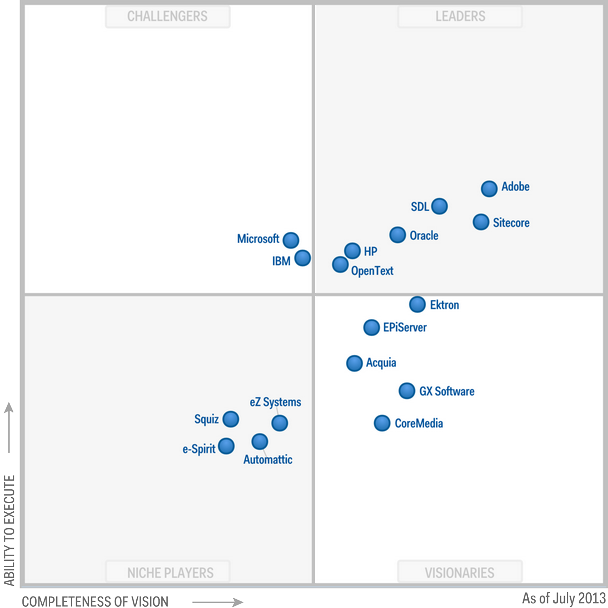 CHALLENGERS
LEADERS
Adobe
SDL
Sitecore
Microsoft
Oracle
IBM
HP
OpenText
Ektron
EPiServer
Acquia
GX Software
eZ Systems
Squiz
CoreMedia
e-Spirit
Automattic
ABILITY TO EXECUTE
NICHE PLAYERS
VISIONARIES
COMPLETENESS OF VISION
As of July 2013